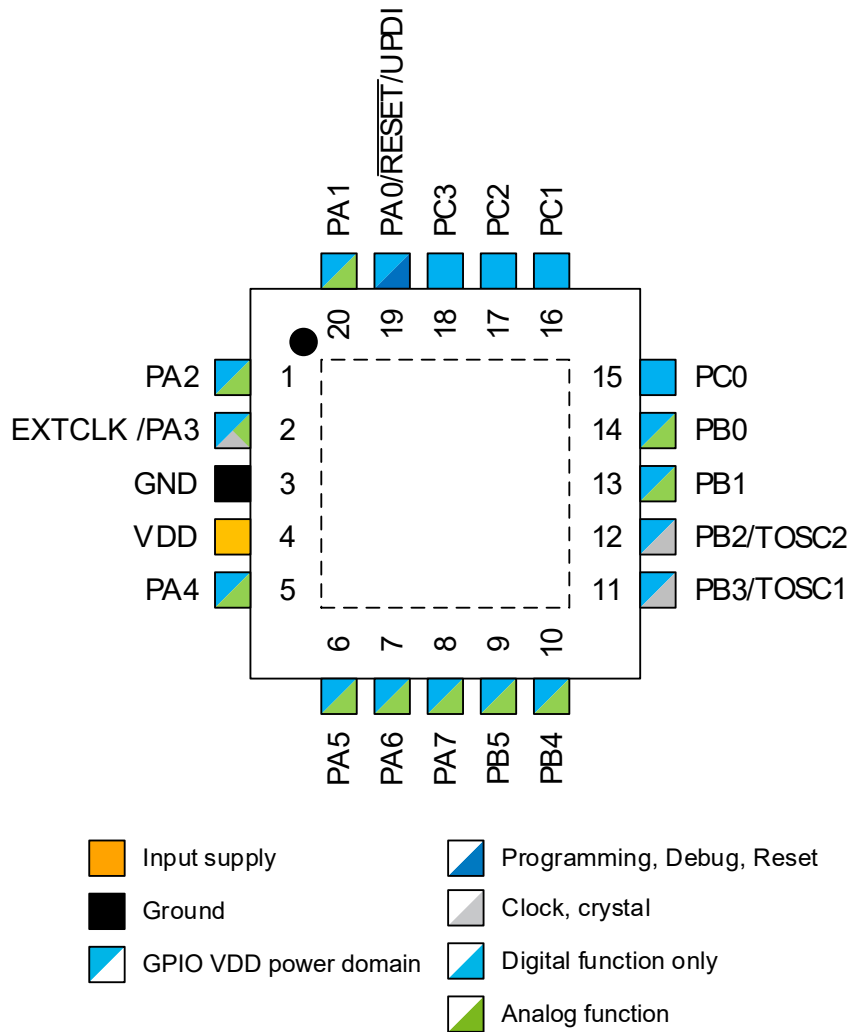 PA1
PA0/RESET/UPDI
PC3
PC2
PC1
20
19
18
17
16
PA2
1
15
PC0
EXTCLK /PA3
2
14
PB0
GND
3
13
PB1
VDD
4
12
PB2/TOSC2
PA4
5
11
PB3/TOSC1
6
7
8
9
10
PA5
PA6
PA7
PB5
PB4
Input supply
Ground
GPIO VDD power domain
Programming, Debug, Reset
Clock, crystal
Digital function only
Analog function